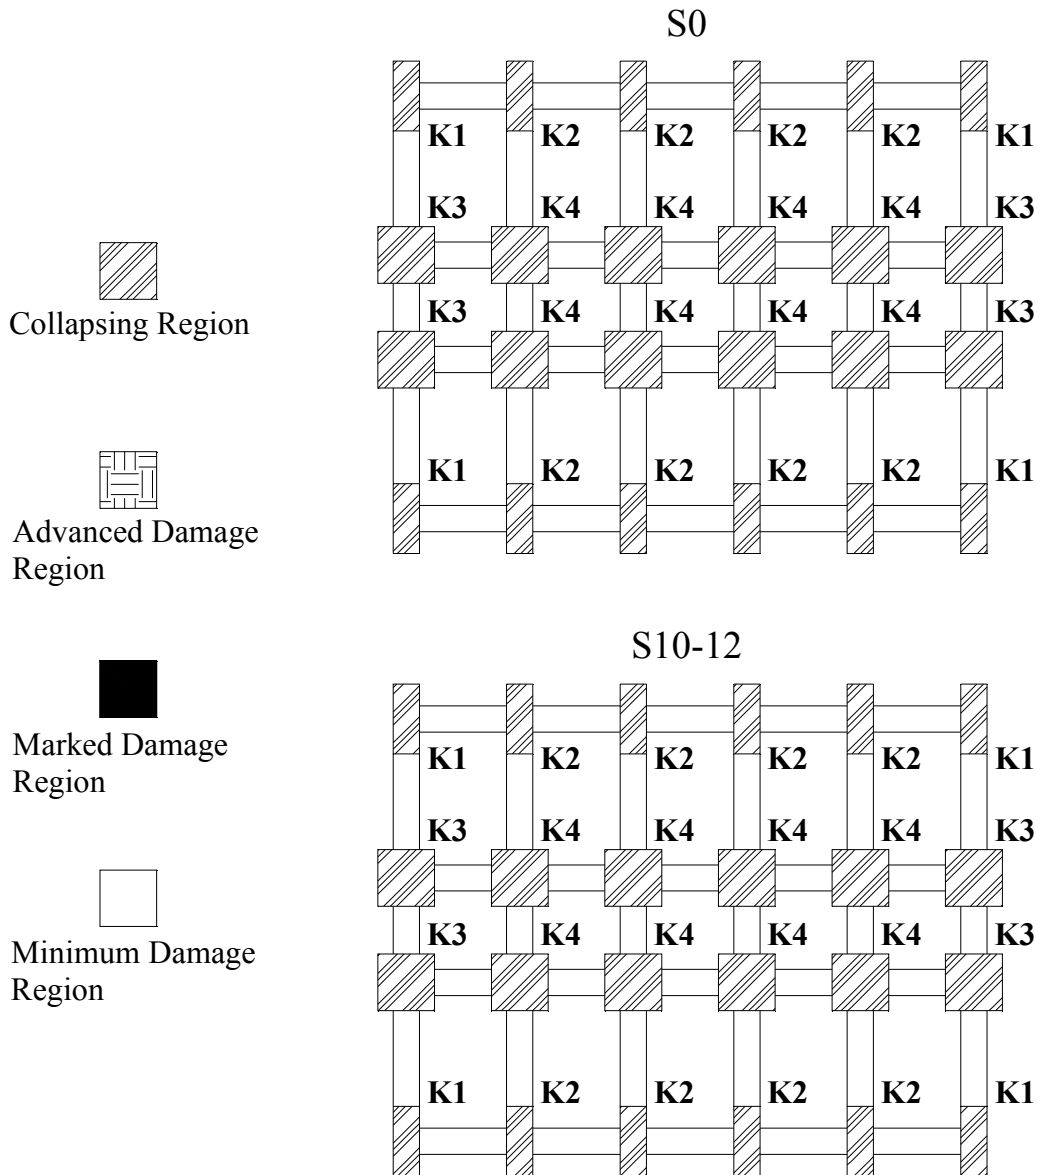 S0
K1 K2 K2 K2 K2 K1
K3 K4 K4 K4 K4 K3
K3 K4 K4 K4 K4 K3
K1 K2 K2 K2 K2 K1
Collapsing Region
Advanced Damage
Region
Marked Damage
Region
Minimum Damage
Region
S10-12
K1 K2 K2 K2 K2 K1
K3 K4 K4 K4 K4 K3
K3 K4 K4 K4 K4 K3
K1 K2 K2 K2 K2 K1